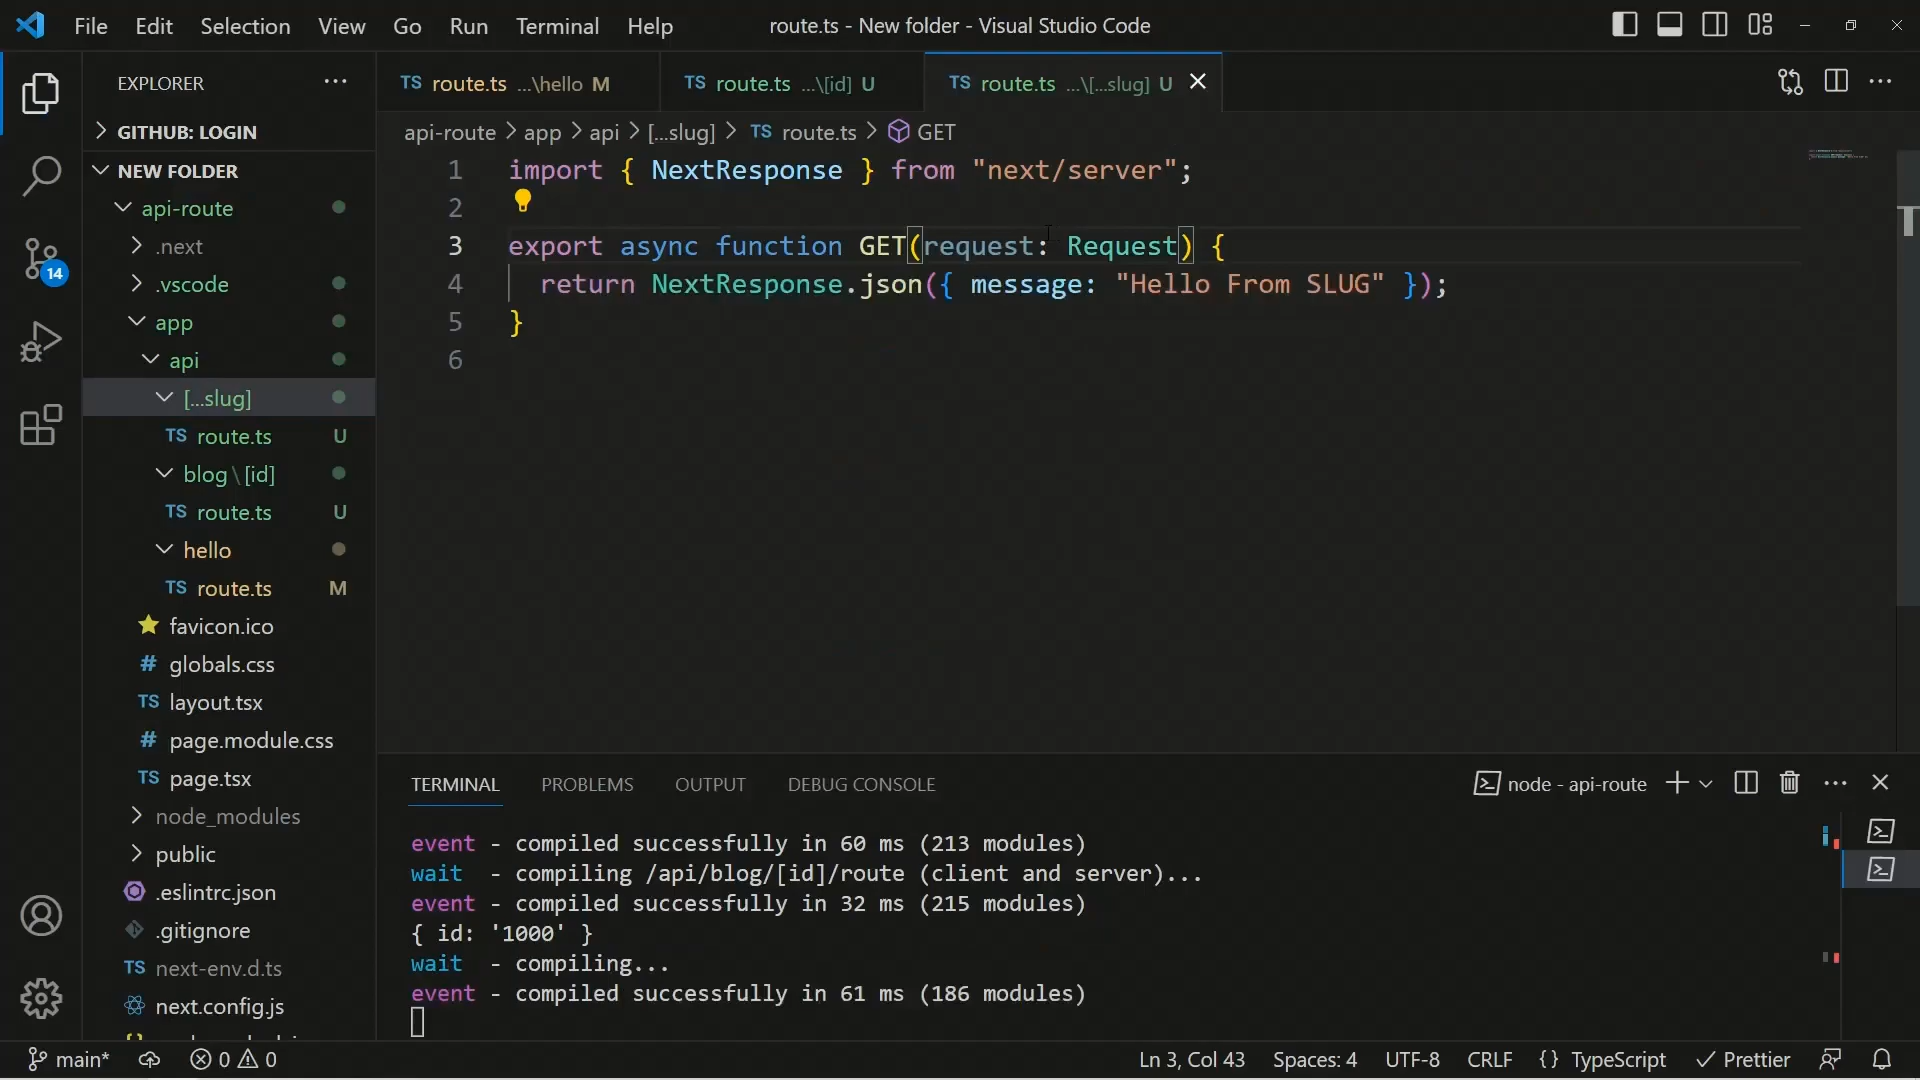 File Edit Selection View Go Run Terminal Help route.ts - New folder - Visual Studio Code
EXPLORER
GITHUB: LOGIN
NEW FOLDER
api-route
.next
.vscode
app
api
[...slug]
TS route.ts U
blog\[id]
TS route.ts U
hello
TS route.ts M
favicon.ico
# globals.css
TS layout.tsx
# page.module.css
TS page.tsx
node_modules
public
.eslintrc.json
.gitignore
TS next-env.d.ts
next.config.js
14
TS route.ts ...\hello M
TS route.ts ...\[id] U
TS route.ts ...\[...slug] U
api-route > app > api > [...slug] > TS route.ts > GET
1 import { NextResponse } from "next/server";
2
3 export async function GET(request: Request) {
4 return NextResponse.json({ message: "Hello From SLUG" });
5 }
6
TERMINAL PROBLEMS OUTPUT DEBUG CONSOLE node - api-route
event - compiled successfully in 60 ms (213 modules)
wait - compiling /api/blog/[id]/route (client and server)...
event - compiled successfully in 32 ms (215 modules)
{ id: '1000' }
wait - compiling...
event - compiled successfully in 61 ms (186 modules)
main* 0 0 Ln 3, Col 43 Spaces: 4 UTF-8 CRLF {} TypeScript Prettier